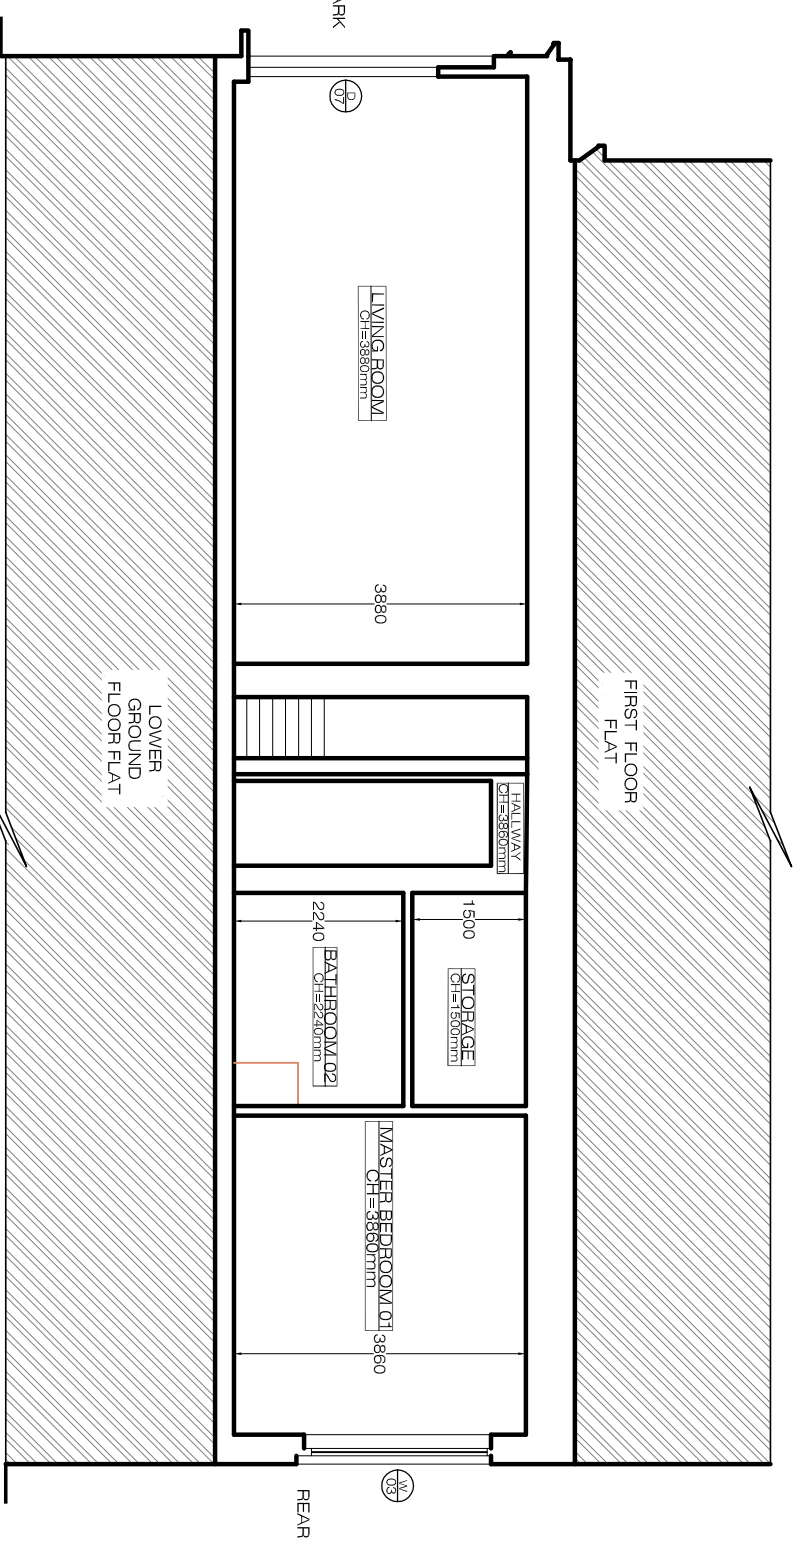 ARK
D
07
LIVING ROOM
CH=3880mm
3880
FIRST FLOOR
FLAT
LOWER
GROUND
FLOOR FLAT
HALLWAY
CH=3860mm
1500
STORAGE
CH=1500mm
2240
BATHROOM 02
CH=2240mm
MASTER BEDROOM 01
CH=3860mm
3860
W
03
REAR